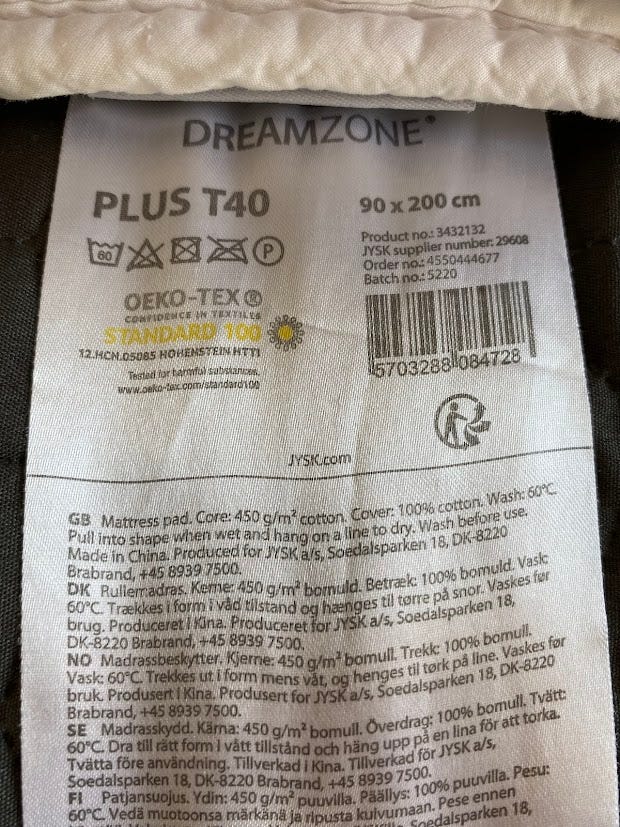 DREAMZONE®
PLUS T40
90 x 200 cm
60
P
Product no.: 3432132
JYSK supplier number: 29608
Order no.: 4550444677
Batch no.: 5220
OEKO-TEX®
CONFIDENCE IN TEXTILES
STANDARD 100
12.HCN.05085 HOHENSTEIN HTTI
Tested for harmful substances.
www.oeko-tex.com/standard100
5703288 084728
JYSK.com
GB Mattress pad. Core: 450 g/m² cotton. Cover: 100% cotton. Wash: 60°C.
Pull into shape when wet and hang on a line to dry. Wash before use.
Made in China. Produced for JYSK a/s, Soedalsparken 18, DK-8220
Brabrand, +45 8939 7500.
DK Rullemadras. Kerne: 450 g/m² bomuld. Betræk: 100% bomuld. Vask:
60°C. Trækkes i form i våd tilstand og hænges til tørre på snor. Vaskes før
brug. Produceret i Kina. Produceret for JYSK a/s, Soedalsparken 18,
DK-8220 Brabrand, +45 8939 7500.
NO Madrassbeskytter. Kjerne: 450 g/m² bomull. Trekk: 100% bomull.
Vask: 60°C. Trekkes ut i form mens våt, og henges til tørk på line. Vaskes før
bruk. Produsert i Kina. Produsert for JYSK a/s, Soedalsparken 18, DK-8220
Brabrand, +45 8939 7500.
SE Madrasskydd. Kärna: 450 g/m² bomull. Överdrag: 100% bomull. Tvätt:
60°C. Dra till rätt form i vått tillstånd och häng upp på en lina för att torka.
Tvätta före användning. Tillverkad i Kina. Tillverkad för JYSK a/s,
Soedalsparken 18, DK-8220 Brabrand, +45 8939 7500.
FI Patjansuojus. Ydin: 450 g/m² puuvilla. Päällys: 100% puuvilla. Pesu:
60°C. Vedä muotoonsa märkänä ja ripusta kuivumaan. Pese ennen
Soedalsparken 18,